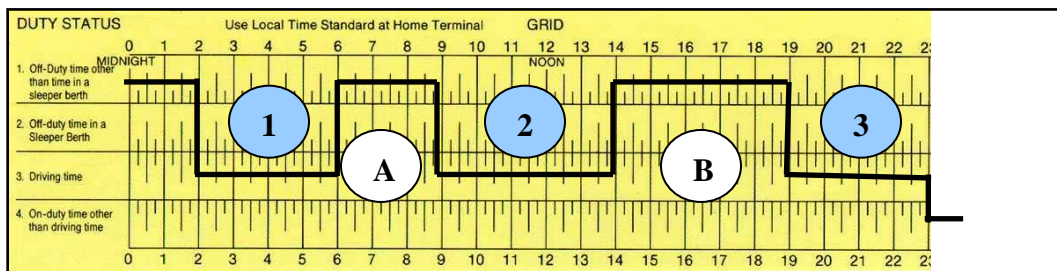 DUTY STATUS Use Local Time Standard at Home Terminal GRID
0 1 2 3 4 5 6 7 8 9 10 11 12 13 14 15 16 17 18 19 20 21 22 23
MIDNIGHT NOON
1. Off-Duty time other
than time in a
sleeper berth
1 2 3
2. Off-duty time in a
Sleeper Berth
A B
3. Driving time
4. On-duty time other
than driving time
0 1 2 3 4 5 6 7 8 9 10 11 12 13 14 15 16 17 18 19 20 21 22 23